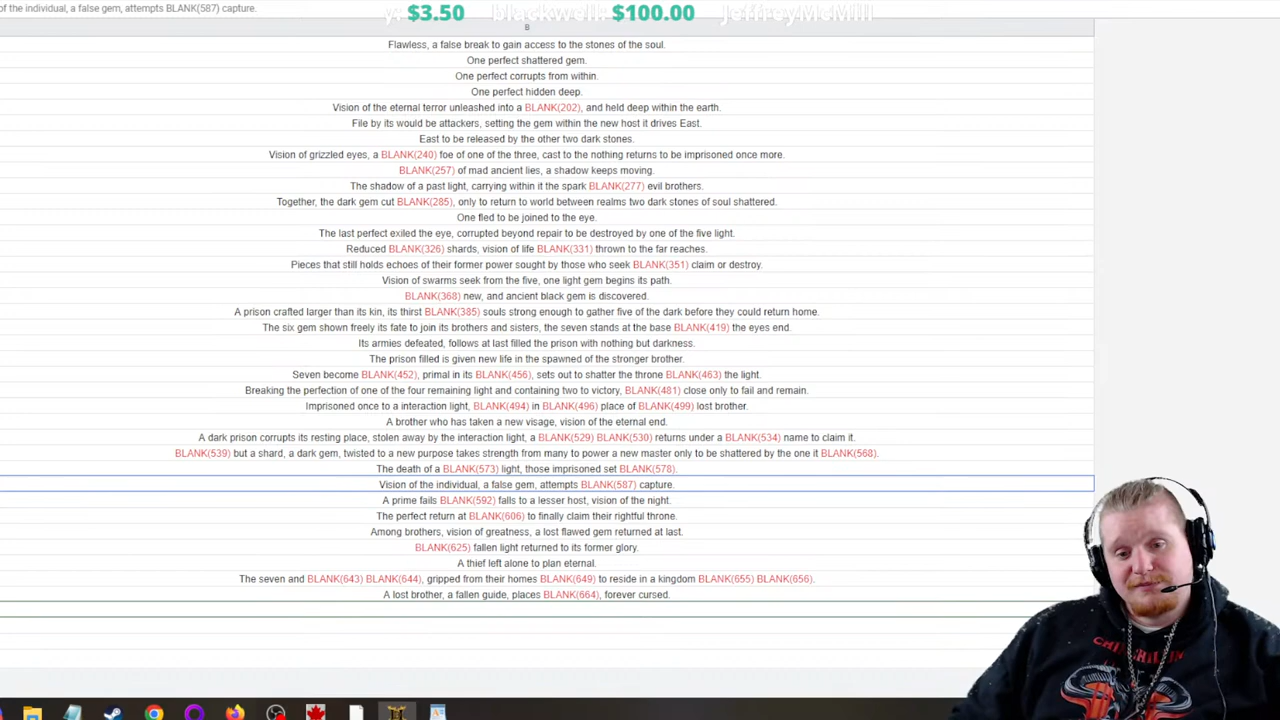 of the individual, a false gem, attempts BLANK(587) capture.
y: $3.50 blackwell: $100.00 JeffreyMcMill
B
Flawless, a false break to gain access to the stones of the soul.
One perfect shattered gem.
One perfect corrupts from within.
One perfect hidden deep.
Vision of the eternal terror unleashed into a BLANK(202), and held deep within the earth.
File by its would be attackers, setting the gem within the new host it drives East.
East to be released by the other two dark stones.
Vision of grizzled eyes, a BLANK(240) foe of one of the three, cast to the nothing returns to be imprisoned once more.
BLANK(257) of mad ancient lies, a shadow keeps moving.
The shadow of a past light, carrying within it the spark BLANK(277) evil brothers.
Together, the dark gem cut BLANK(285), only to return to world between realms two dark stones of soul shattered.
One fled to be joined to the eye.
The last perfect exiled the eye, corrupted beyond repair to be destroyed by one of the five light.
Reduced BLANK(326) shards, vision of life BLANK(331) thrown to the far reaches.
Pieces that still holds echoes of their former power sought by those who seek BLANK(351) claim or destroy.
Vision of swarms seek from the five, one light gem begins its path.
BLANK(368) new, and ancient black gem is discovered.
A prison crafted larger than its kin, its thirst BLANK(385) souls strong enough to gather five of the dark before they could return home.
The six gem shown freely its fate to join its brothers and sisters, the seven stands at the base BLANK(419) the eyes end.
Its armies defeated, follows at last filled the prison with nothing but darkness.
The prison filled is given new life in the spawned of the stronger brother.
Seven become BLANK(452), primal in its BLANK(456), sets out to shatter the throne BLANK(463) the light.
Breaking the perfection of one of the four remaining light and containing two to victory, BLANK(481) close only to fail and remain.
Imprisoned once to a interaction light, BLANK(494) in BLANK(496) place of BLANK(499) lost brother.
A brother who has taken a new visage, vision of the eternal end.
A dark prison corrupts its resting place, stolen away by the interaction light, a BLANK(529) BLANK(530) returns under a BLANK(534) name to claim it.
BLANK(539) but a shard, a dark gem, twisted to a new purpose takes strength from many to power a new master only to be shattered by the one it BLANK(568).
The death of a BLANK(573) light, those imprisoned set BLANK(578).
Vision of the individual, a false gem, attempts BLANK(587) capture.
A prime fails BLANK(592) falls to a lesser host, vision of the night.
The perfect return at BLANK(606) to finally claim their rightful throne.
Among brothers, vision of greatness, a lost flawed gem returned at last.
BLANK(625) fallen light returned to its former glory.
A thief left alone to plan eternal.
The seven and BLANK(643) BLANK(644), gripped from their homes BLANK(649) to reside in a kingdom BLANK(655) BLANK(656).
A lost brother, a fallen guide, places BLANK(664), forever cursed.